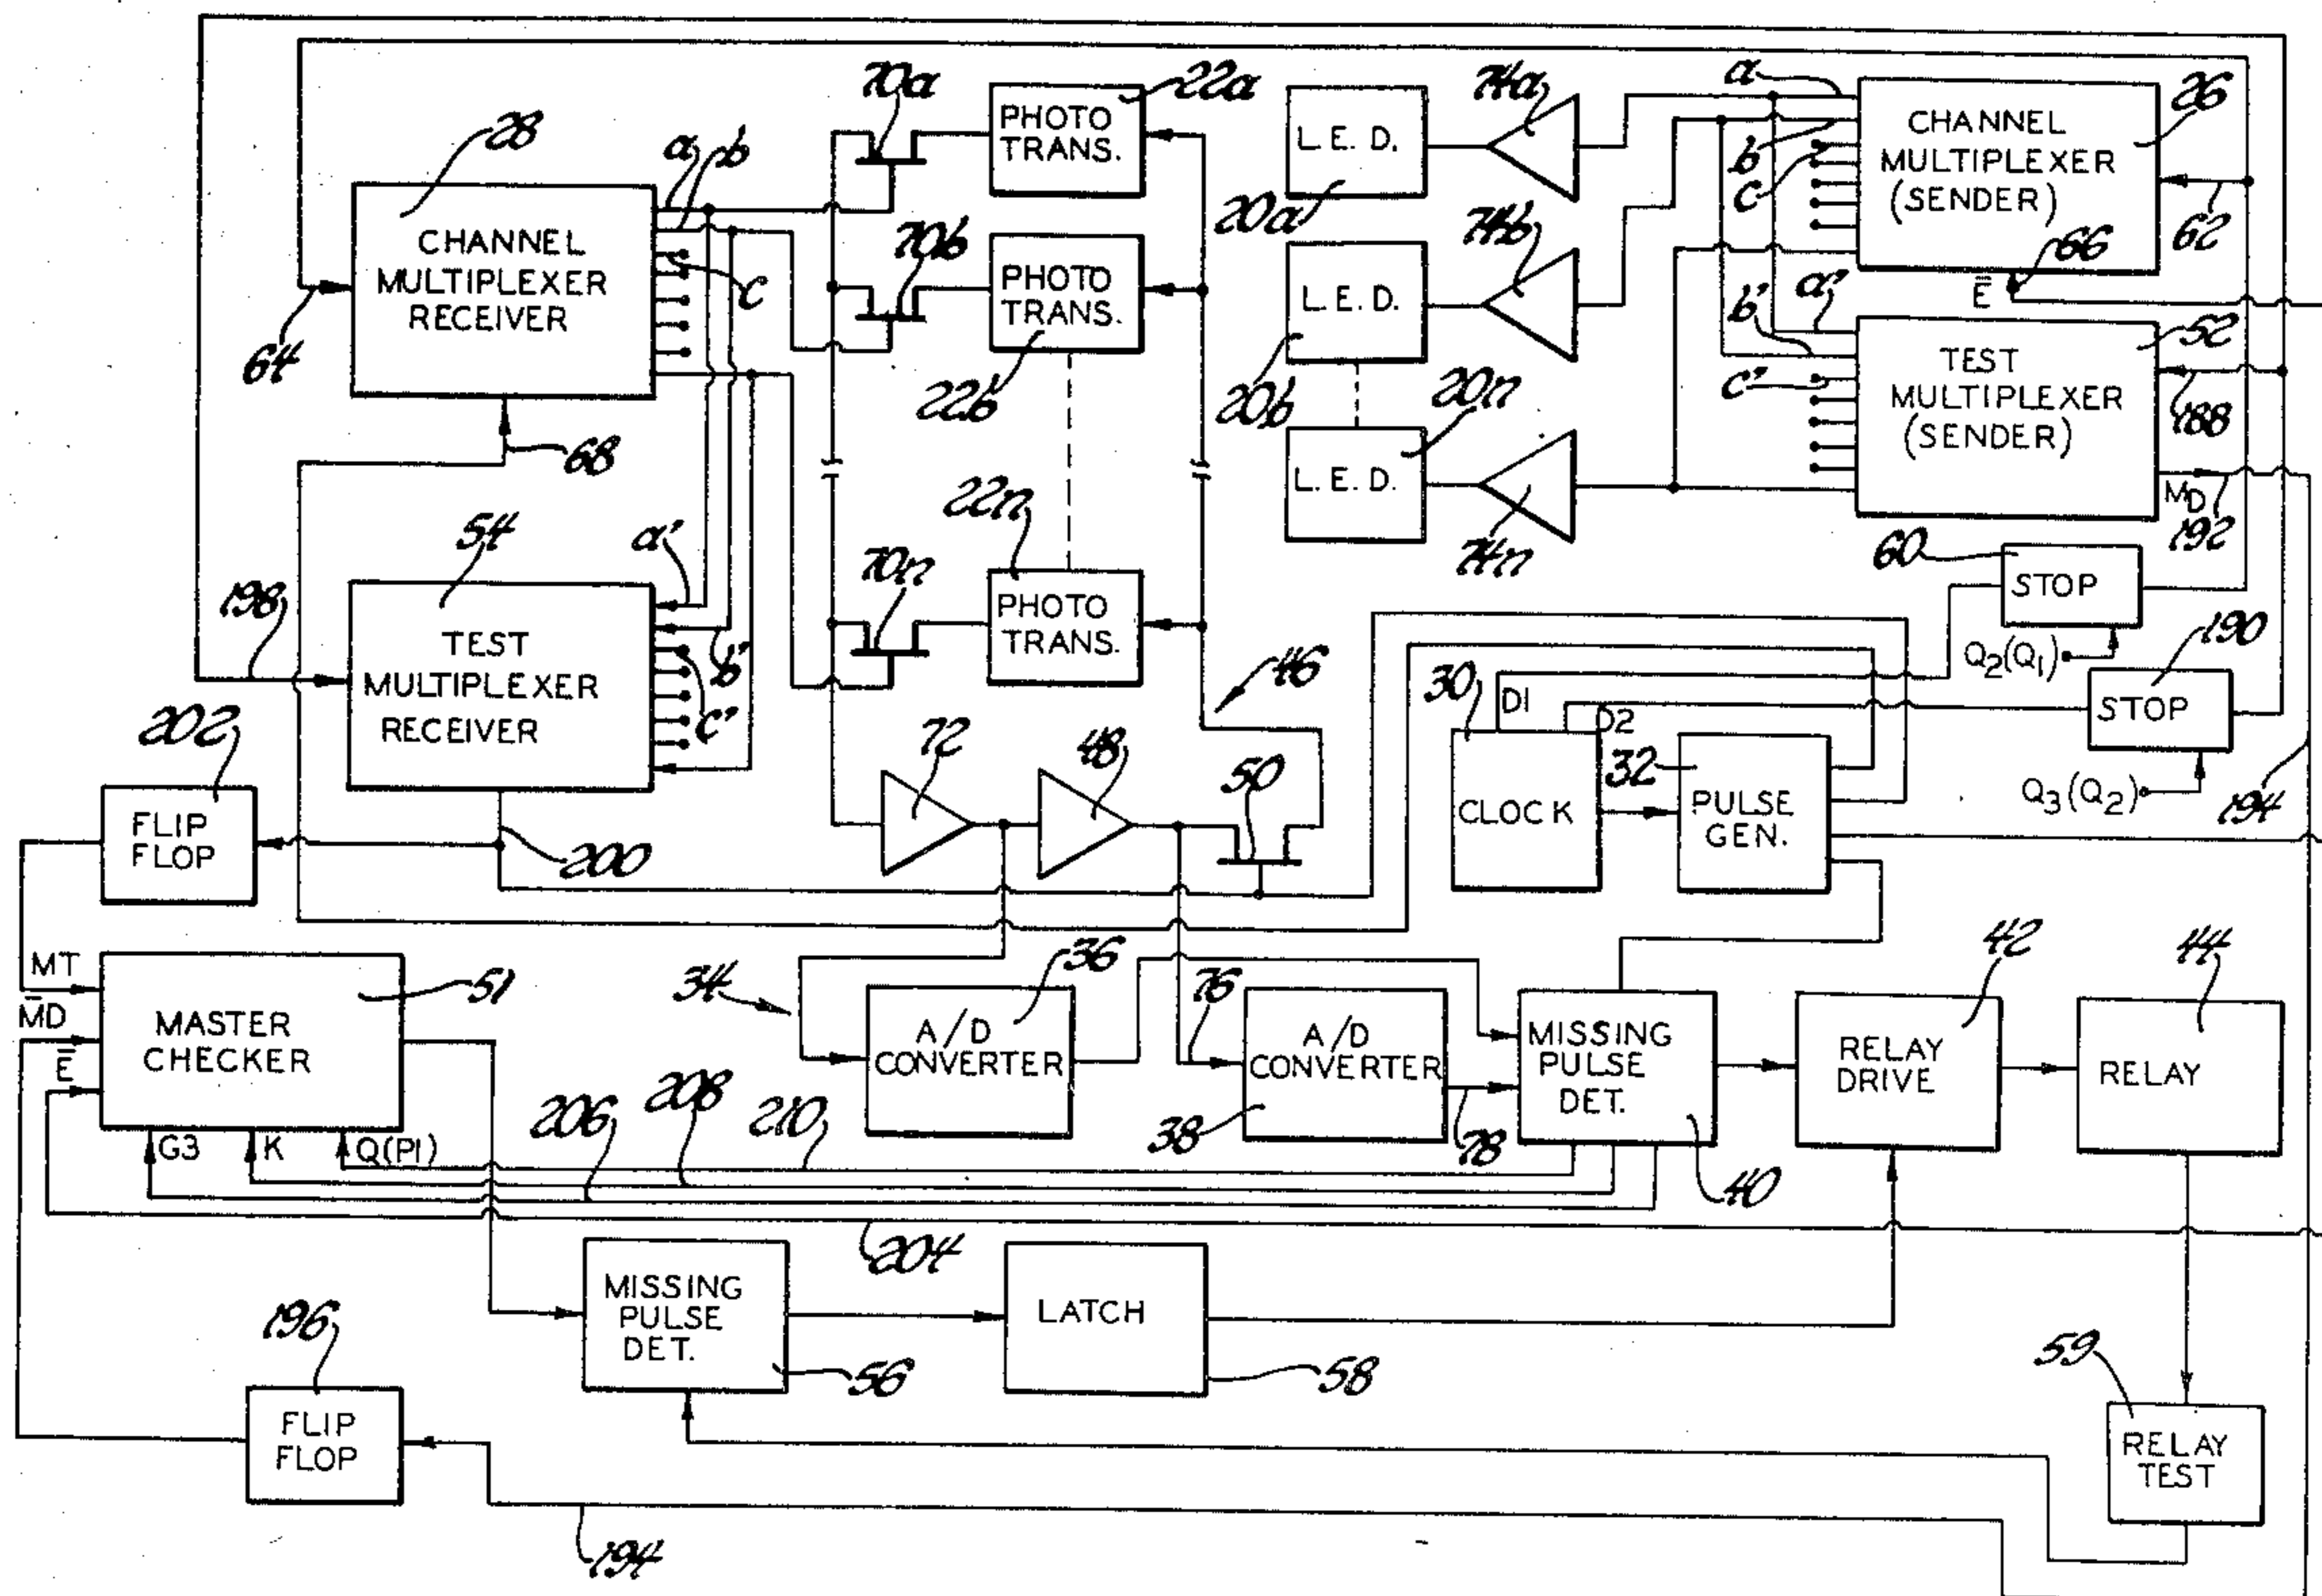 28
a
b
c
CHANNEL
MULTIPLEXER
RECEIVER
64
68
70a
22a
PHOTO
TRANS.
70b
PHOTO
TRANS.
22b
22n
70n
PHOTO
TRANS.
46
L.E.D.
20a
74a
L.E.D.
20b
74b
20n
L.E.D.
74n
a
b
c
CHANNEL
MULTIPLEXER
(SENDER)
26
62
66
Ē
a'
b'
c'
TEST
MULTIPLEXER
(SENDER)
52
188
MD
192
54
a'
b'
c'
TEST
MULTIPLEXER
RECEIVER
198
200
202
FLIP
FLOP
72
48
50
30
D1
D2
CLOCK
32
PULSE
GEN.
60
STOP
Q2(Q1)
190
STOP
Q3(Q2)
194
MT
M̄D
Ē
MASTER
CHECKER
51
G3
K
Q(P1)
34
36
A/D
CONVERTER
76
A/D
CONVERTER
38
78
MISSING
PULSE
DET.
40
42
RELAY
DRIVE
44
RELAY
206
208
210
204
MISSING
PULSE
DET.
56
LATCH
58
59
RELAY
TEST
196
FLIP
FLOP
194